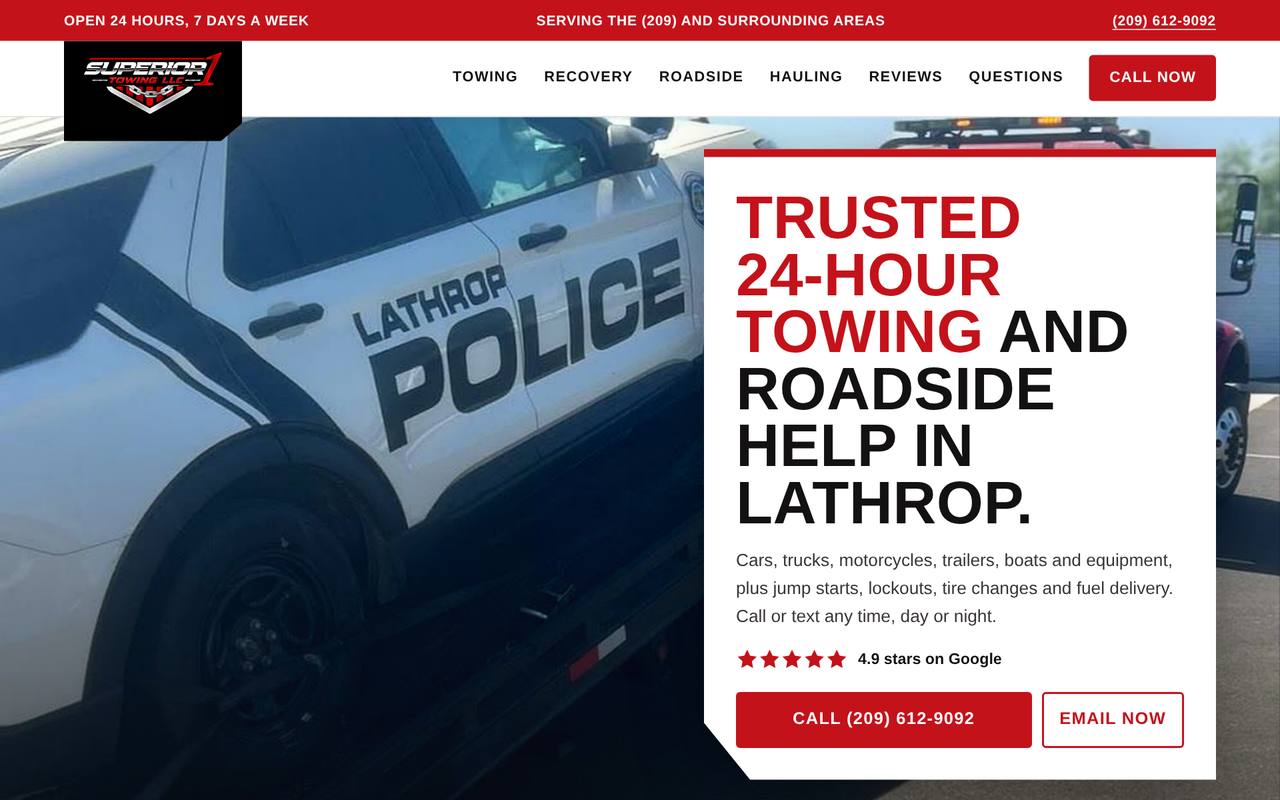 OPEN 24 HOURS, 7 DAYS A WEEK
SERVING THE (209) AND SURROUNDING AREAS
(209) 612-9092
SUPERIOR 1
TOWING LLC
TOWING
RECOVERY
ROADSIDE
HAULING
REVIEWS
QUESTIONS
CALL NOW
LATHROP
POLICE
TRUSTED
24-HOUR
TOWING AND
ROADSIDE
HELP IN
LATHROP.
Cars, trucks, motorcycles, trailers, boats and equipment,
plus jump starts, lockouts, tire changes and fuel delivery.
Call or text any time, day or night.
4.9 stars on Google
CALL (209) 612-9092
EMAIL NOW